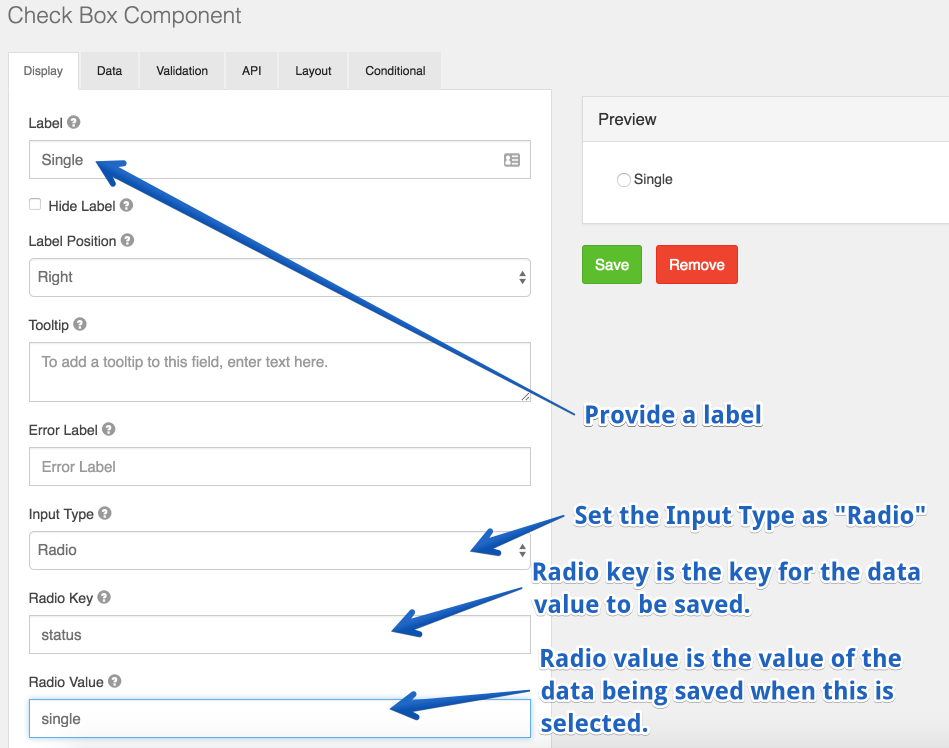 Check Box Component
Display
Data
Validation
API
Layout
Conditional
Label
Single
Hide Label
Label Position
Right
Tooltip
To add a tooltip to this field, enter text here.
Error Label
Error Label
Input Type
Radio
Radio Key
status
Radio Value
single
Preview
Single
Save
Remove
Provide a label
Set the Input Type as "Radio"
Radio key is the key for the data
value to be saved.
Radio value is the value of the
data being saved when this is
selected.